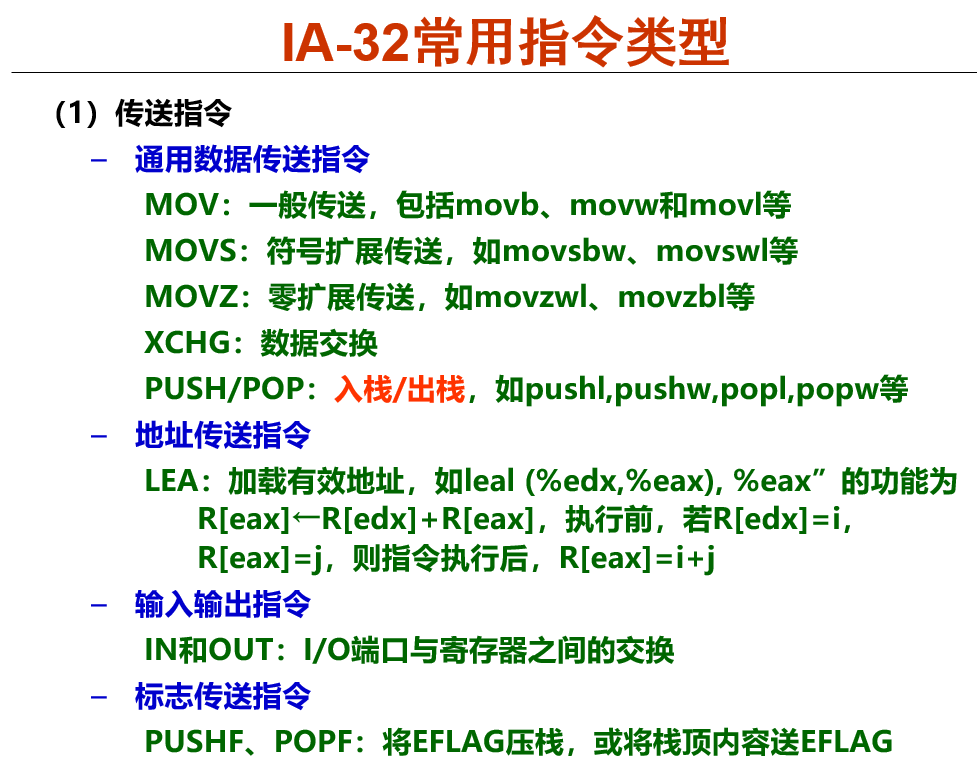 IA-32常用指令类型
（1）传送指令
– 通用数据传送指令
MOV：一般传送，包括movb、movw和movl等
MOVS：符号扩展传送，如movsbw、movswl等
MOVZ：零扩展传送，如movzwl、movzbl等
XCHG：数据交换
PUSH/POP：入栈/出栈，如pushl,pushw,popl,popw等
– 地址传送指令
LEA：加载有效地址，如leal (%edx,%eax), %eax”的功能为
R[eax]←R[edx]+R[eax]，执行前，若R[edx]=i，
R[eax]=j，则指令执行后，R[eax]=i+j
– 输入输出指令
IN和OUT：I/O端口与寄存器之间的交换
– 标志传送指令
PUSHF、POPF：将EFLAG压栈，或将栈顶内容送EFLAG